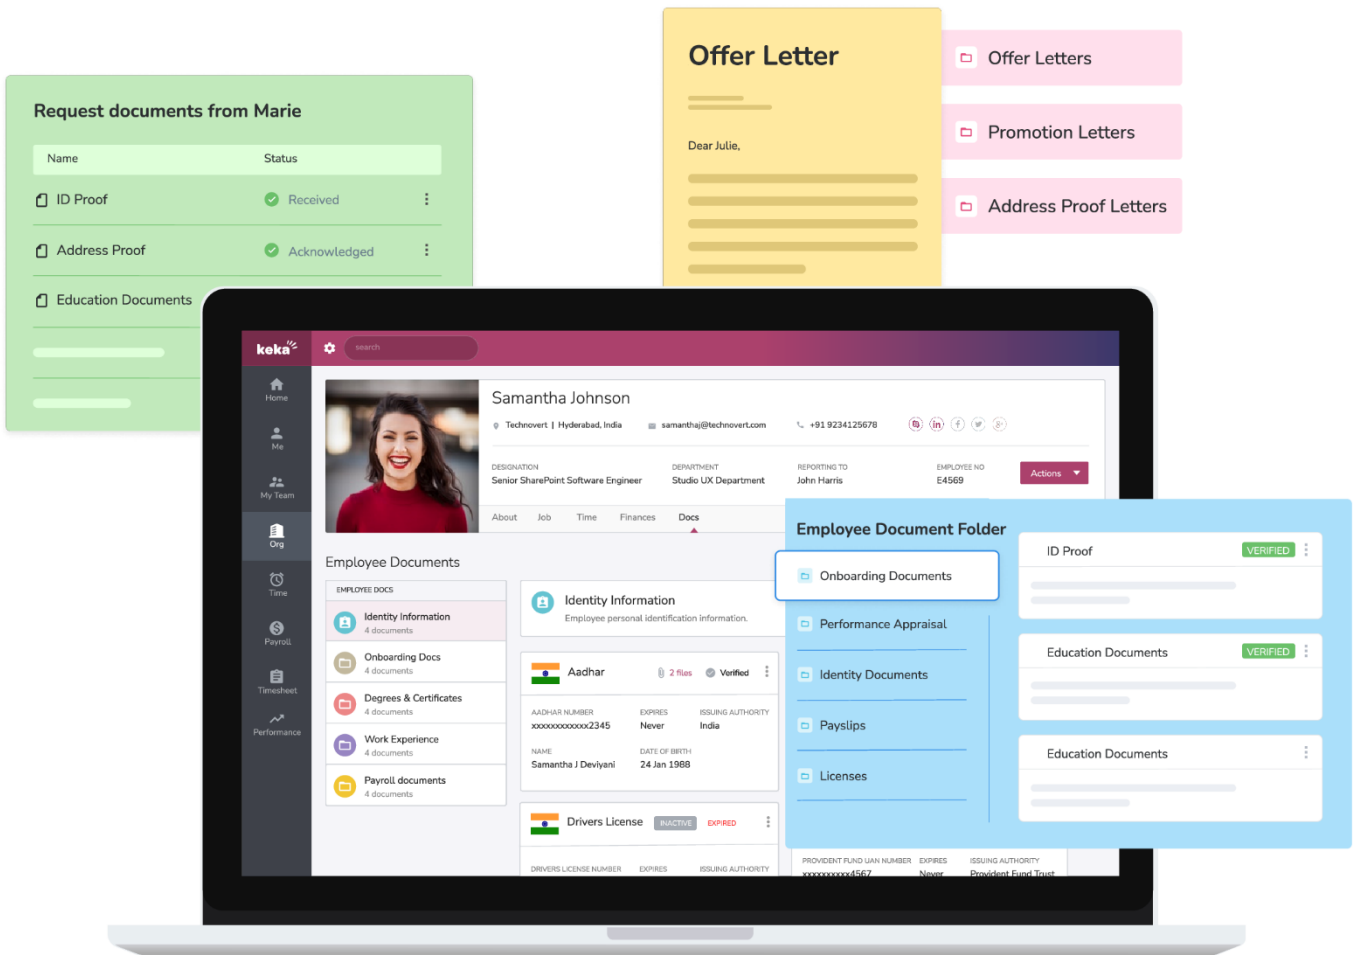 Offer Letter
Dear Julie,
Offer Letters
Promotion Letters
Address Proof Letters
Request documents from Marie
Name Status
ID Proof Received
Address Proof Acknowledged
Education Documents
keka
search
Home
Me
My Team
Org
Time
Payroll
Timesheet
Performance
Samantha Johnson
Technovert | Hyderabad, India samanthaj@technovert.com +91 9234125678
DESIGNATION DEPARTMENT REPORTING TO EMPLOYEE NO
Senior SharePoint Software Engineer Studio UX Department John Harris E4569
Actions
About Job Time Finances Docs
Employee Documents
EMPLOYEE DOCS
Identity Information
4 documents
Onboarding Docs
4 documents
Degrees & Certificates
4 documents
Work Experience
4 documents
Payroll documents
4 documents
Identity Information
Employee personal identification information.
Aadhar 2 files Verified
AADHAR NUMBER EXPIRES ISSUING AUTHORITY
xxxxxxxxxxxx2345 Never India
NAME DATE OF BIRTH
Samantha J Deviyani 24 Jan 1988
Drivers License INACTIVE EXPIRED
DRIVERS LICENSE NUMBER EXPIRES ISSUING AUTHORITY
Employee Document Folder
Onboarding Documents
Performance Appraisal
Identity Documents
Payslips
Licenses
ID Proof VERIFIED
Education Documents VERIFIED
Education Documents
PROVIDENT FUND UAN NUMBER EXPIRES ISSUING AUTHORITY
xxxxxxxxxx4567 Never Provident Fund Trust